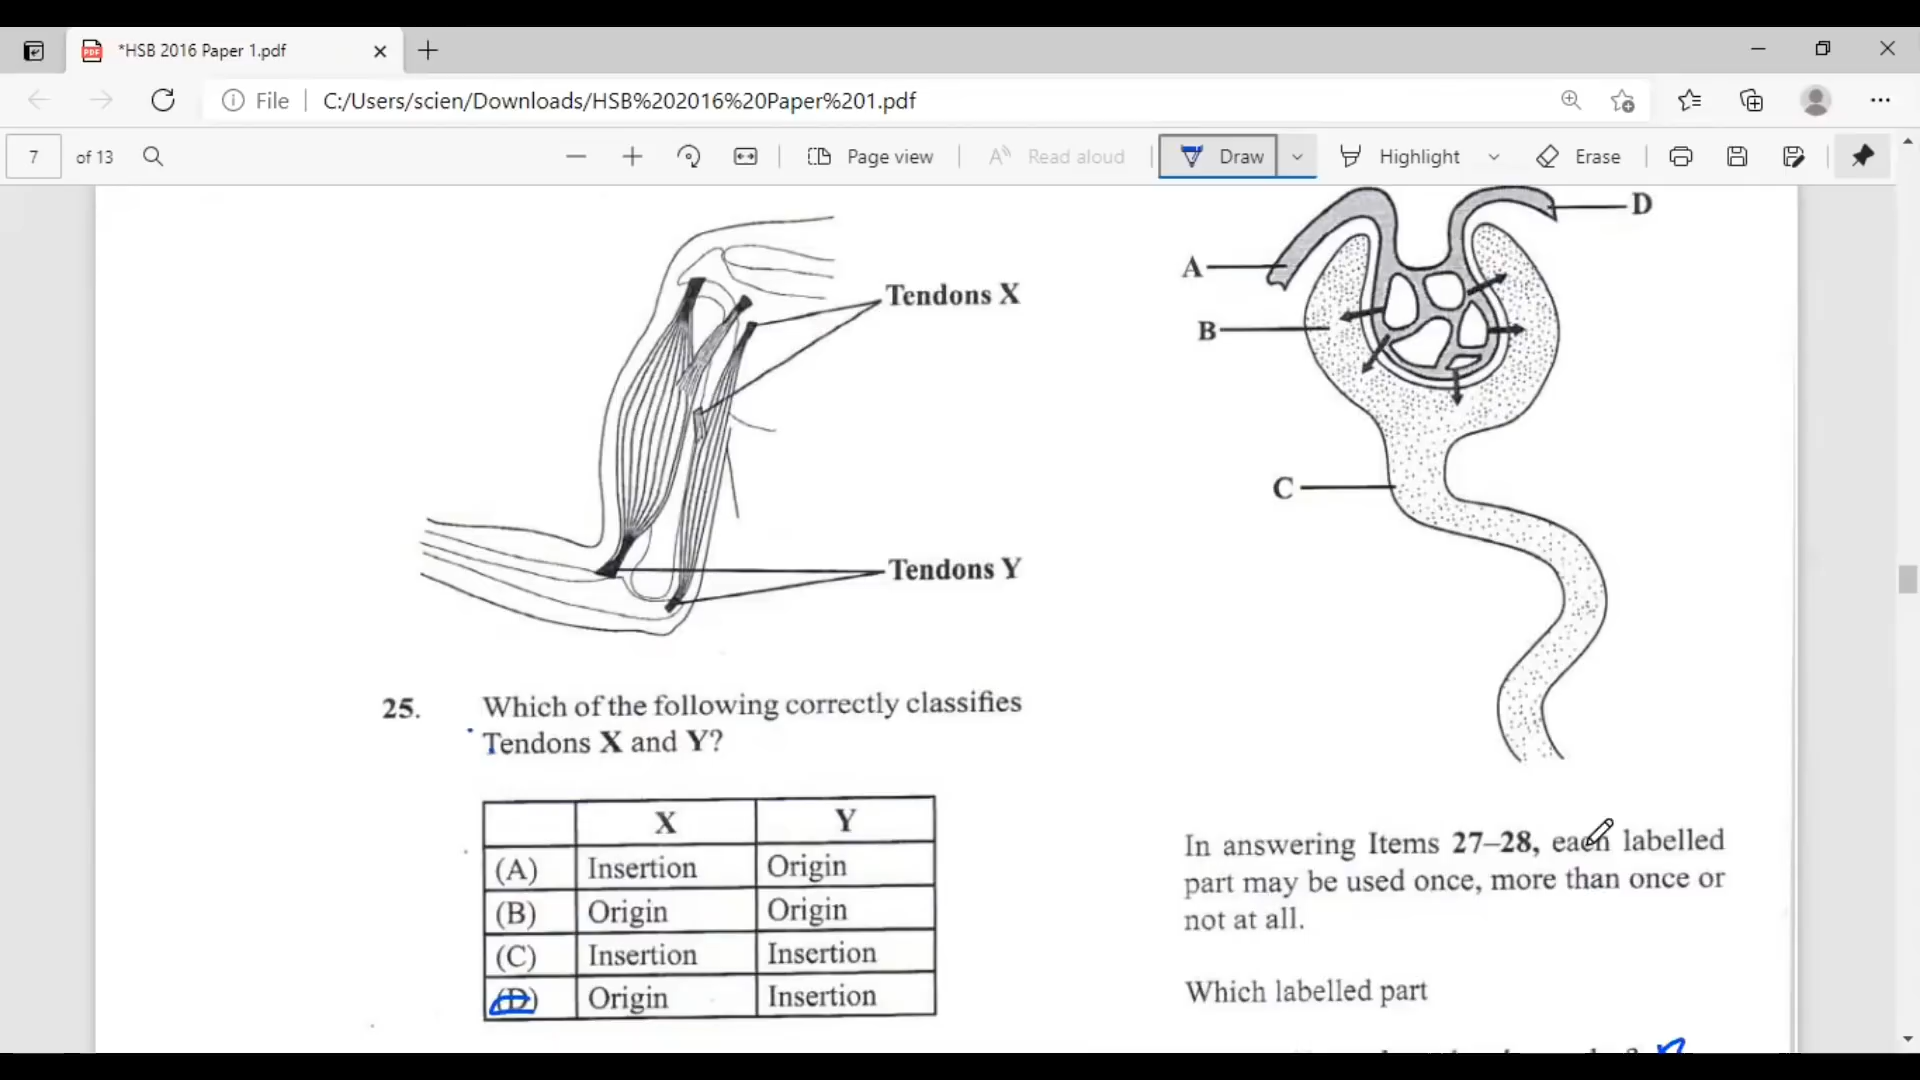 *HSB 2016 Paper 1.pdf
File
C:/Users/scien/Downloads/HSB%202016%20Paper%201.pdf
7 of 13
Page view
Read aloud
Draw
Highlight
Erase
Tendons X
Tendons Y
25. Which of the following correctly classifies
Tendons X and Y?
X Y
(A) Insertion Origin
(B) Origin Origin
(C) Insertion Insertion
(D) Origin Insertion
D
A
B
C
In answering Items 27–28, each labelled
part may be used once, more than once or
not at all.
Which labelled part